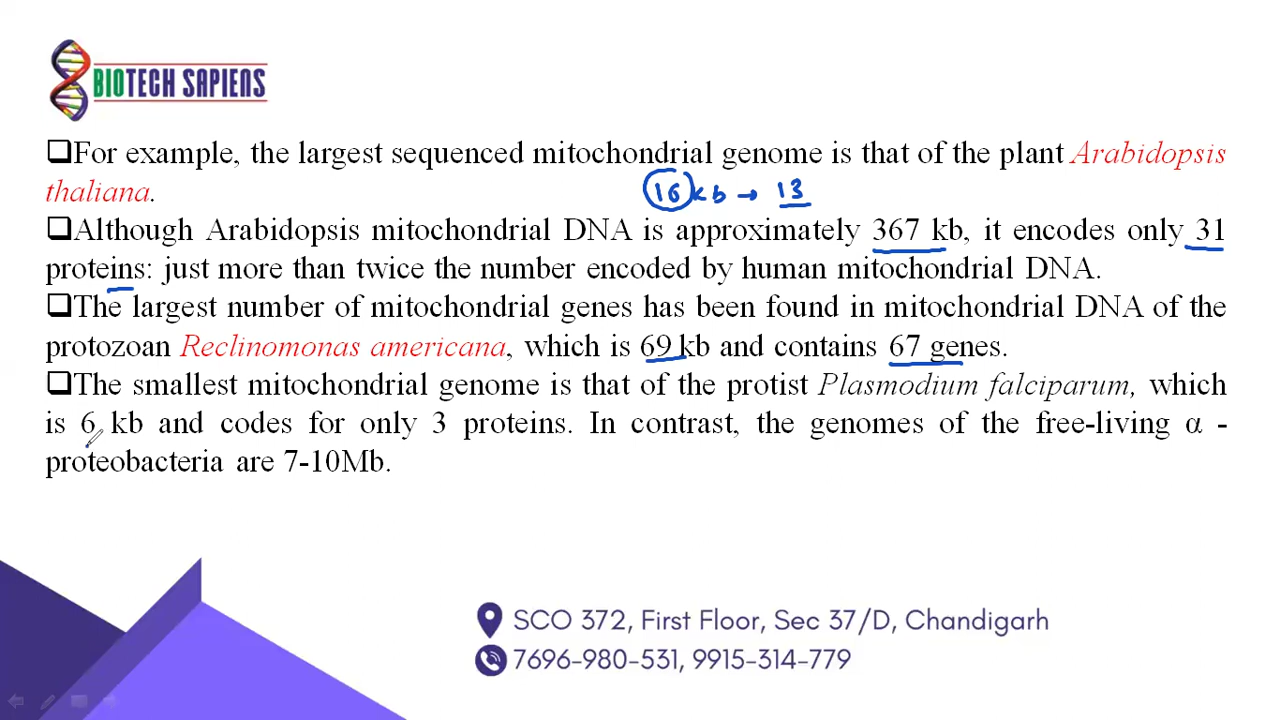 BIOTECH SAPIENS
❑For example, the largest sequenced mitochondrial genome is that of the plant Arabidopsis
thaliana.
16 kb → 13
❑Although Arabidopsis mitochondrial DNA is approximately 367 kb, it encodes only 31
proteins: just more than twice the number encoded by human mitochondrial DNA.
❑The largest number of mitochondrial genes has been found in mitochondrial DNA of the
protozoan Reclinomonas americana, which is 69 kb and contains 67 genes.
❑The smallest mitochondrial genome is that of the protist Plasmodium falciparum, which
is 6 kb and codes for only 3 proteins. In contrast, the genomes of the free-living α -
proteobacteria are 7-10Mb.
SCO 372, First Floor, Sec 37/D, Chandigarh
7696-980-531, 9915-314-779